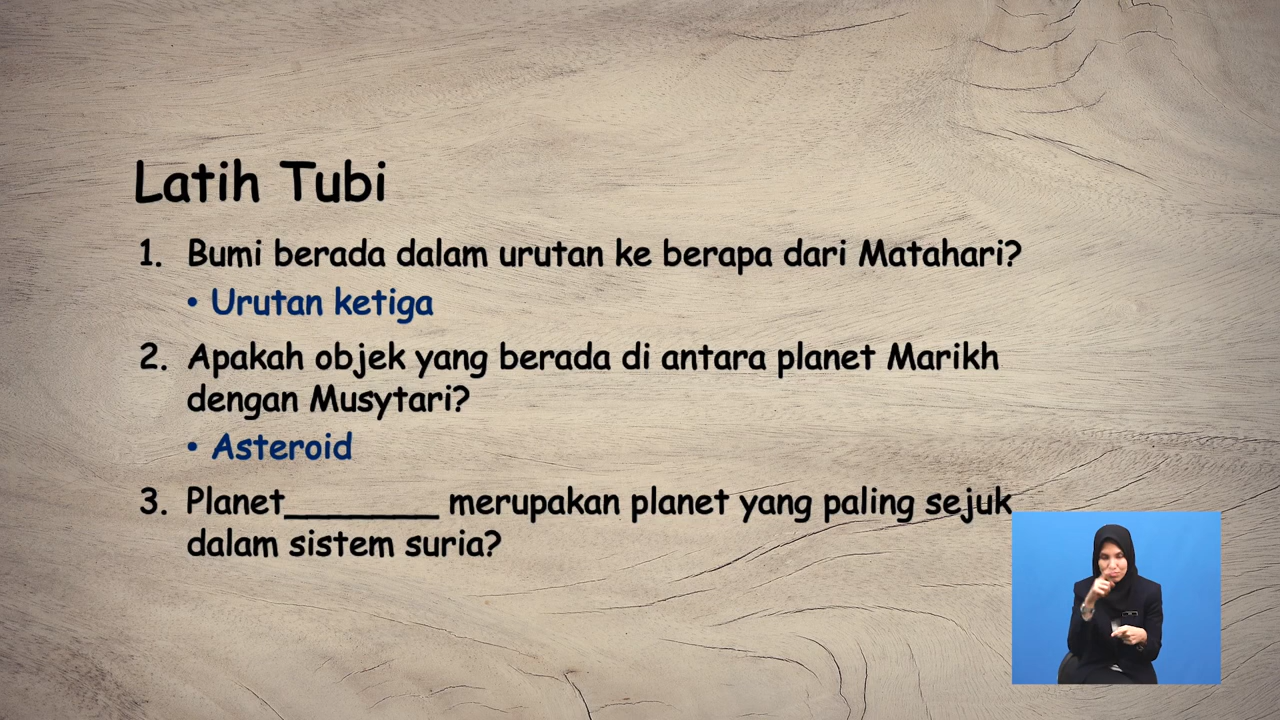 Latih Tubi
1. Bumi berada dalam urutan ke berapa dari Matahari?
• Urutan ketiga
2. Apakah objek yang berada di antara planet Marikh
dengan Musytari?
• Asteroid
3. Planet_______ merupakan planet yang paling sejuk
dalam sistem suria?